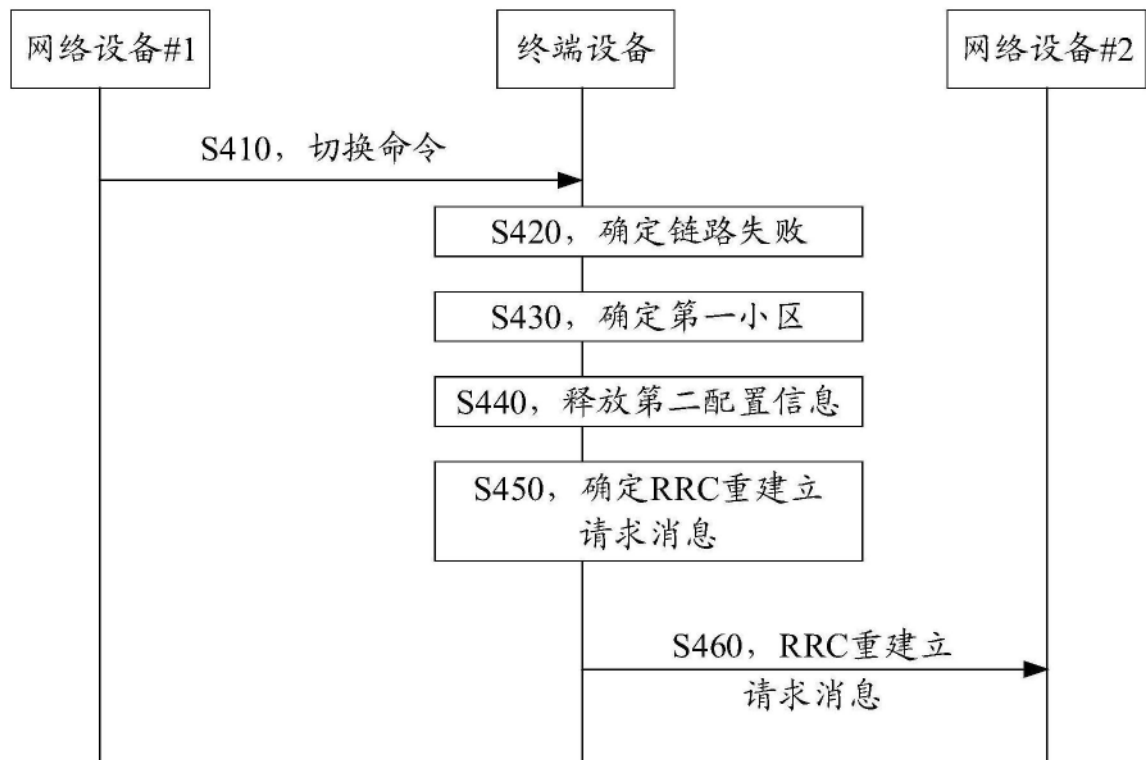 网络设备#1
终端设备
网络设备#2
S410，切换命令
S420，确定链路失败
S430，确定第一小区
S440，释放第二配置信息
S450，确定RRC重建立
请求消息
S460，RRC重建立
请求消息